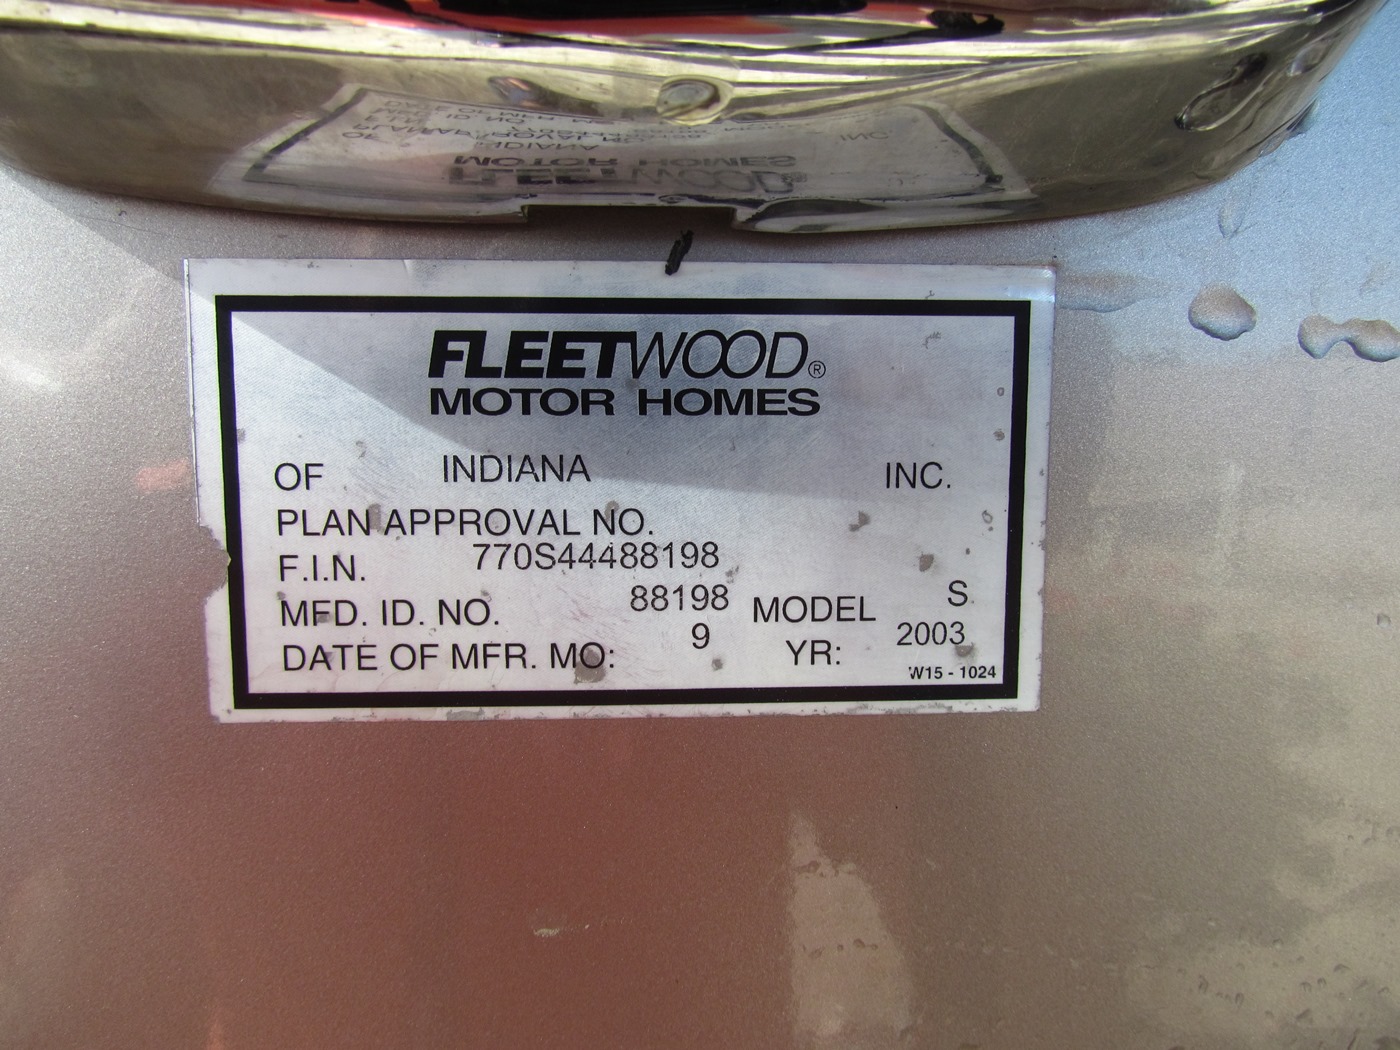 FLEETWOOD®
MOTOR HOMES
OF INDIANA INC.
PLAN APPROVAL NO.
F.I.N. 770S44488198
MFD. ID. NO. 88198 MODEL S
DATE OF MFR. MO: 9 YR: 2003
W15 - 1024